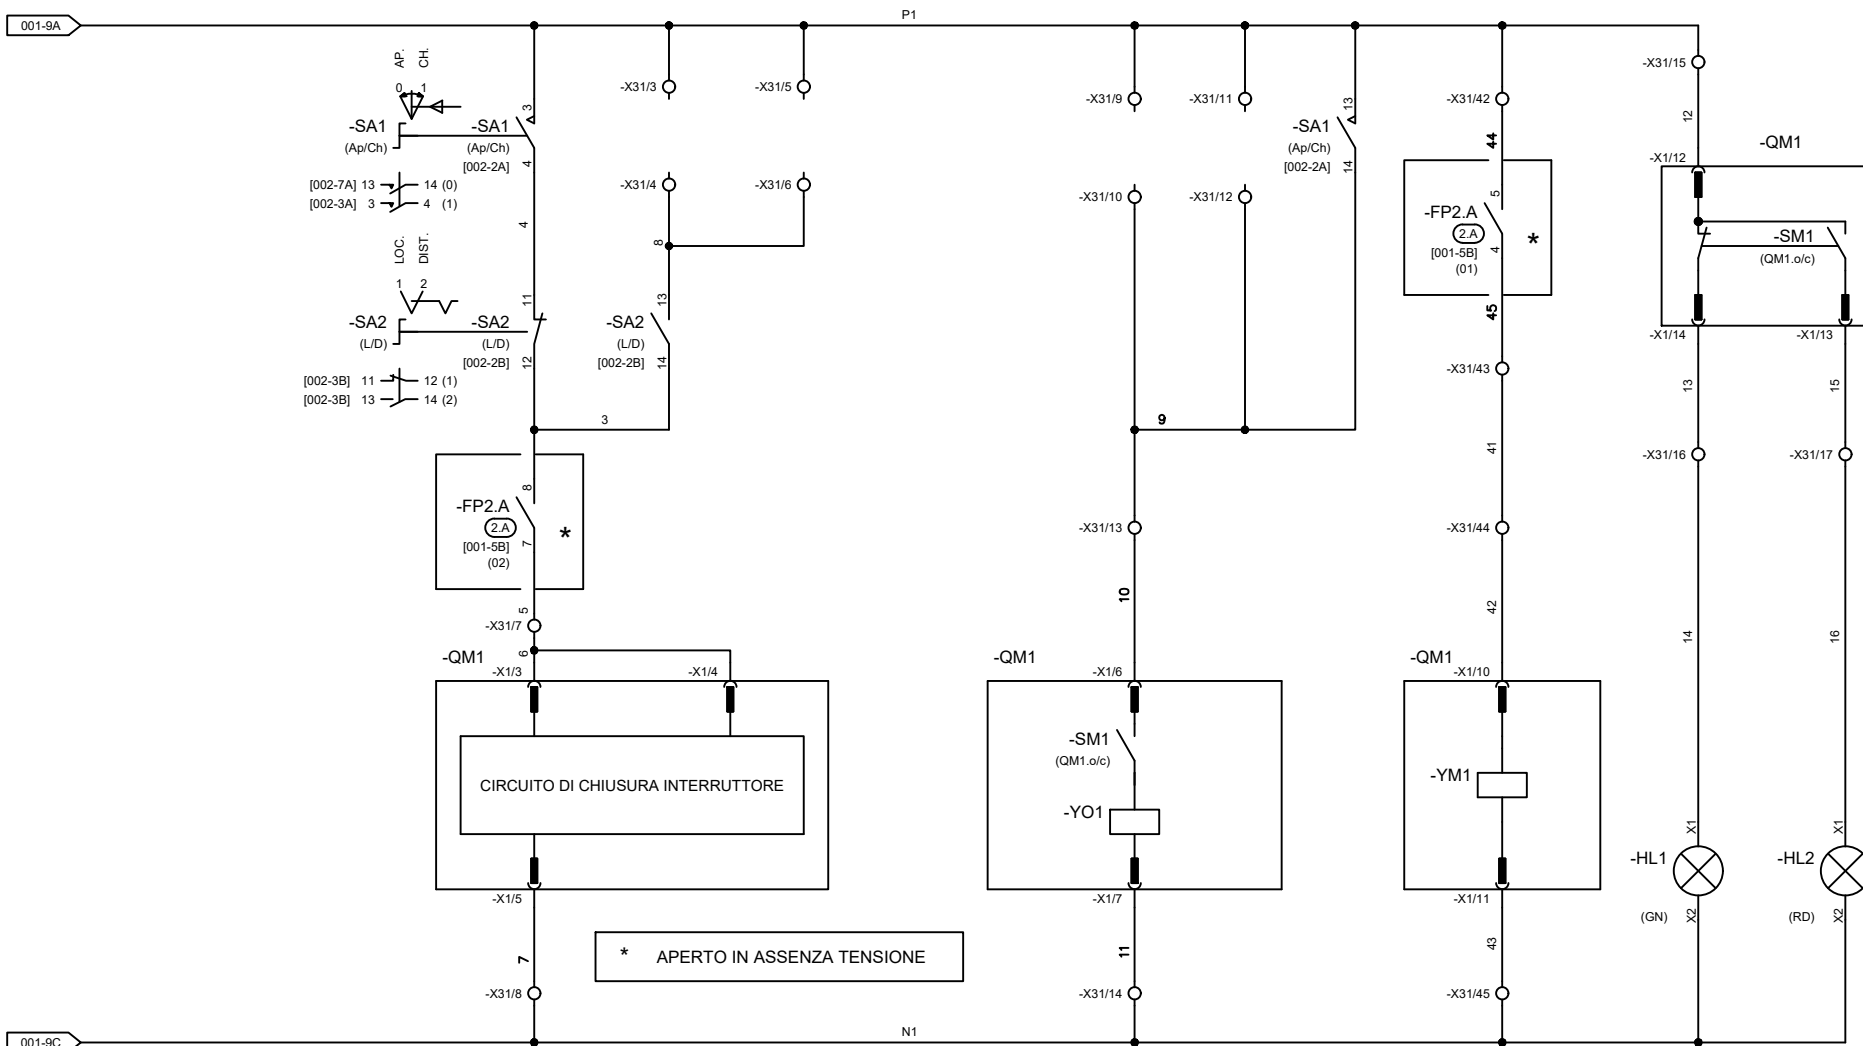 001-9A
P1
AP.
CH.
0
1
-SA1
(Ap/Ch)
-SA1
(Ap/Ch)
[002-2A]
3
4
[002-7A] 13 14 (0)
[002-3A] 3 4 (1)
4
LOC.
DIST.
1
2
-SA2
(L/D)
-SA2
(L/D)
[002-2B]
11
12
[002-3B] 11 12 (1)
[002-3B] 13 14 (2)
-X31/3
-X31/5
-X31/4
-X31/6
8
-SA2
(L/D)
[002-2B]
13
14
3
-FP2.A
2.A
[001-5B]
(02)
8
7
*
5
-X31/7
6
-QM1
-X1/3
-X1/4
CIRCUITO DI CHIUSURA INTERRUTTORE
-X1/5
7
-X31/8
* APERTO IN ASSENZA TENSIONE
-X31/9
-X31/11
-X31/10
-X31/12
-SA1
(Ap/Ch)
[002-2A]
13
14
9
-X31/13
10
-QM1
-X1/6
-SM1
(QM1.o/c)
-YO1
-X1/7
11
-X31/14
-X31/42
44
-FP2.A
2.A
[001-5B]
(01)
5
4
*
45
-X31/43
41
-X31/44
42
-QM1
-X1/10
-YM1
-X1/11
43
-X31/45
-X31/15
12
-X1/12
-QM1
-SM1
(QM1.o/c)
-X1/14
-X1/13
13
15
-X31/16
-X31/17
14
16
X1
X1
-HL1
-HL2
(GN)
(RD)
X2
X2
001-9C
N1